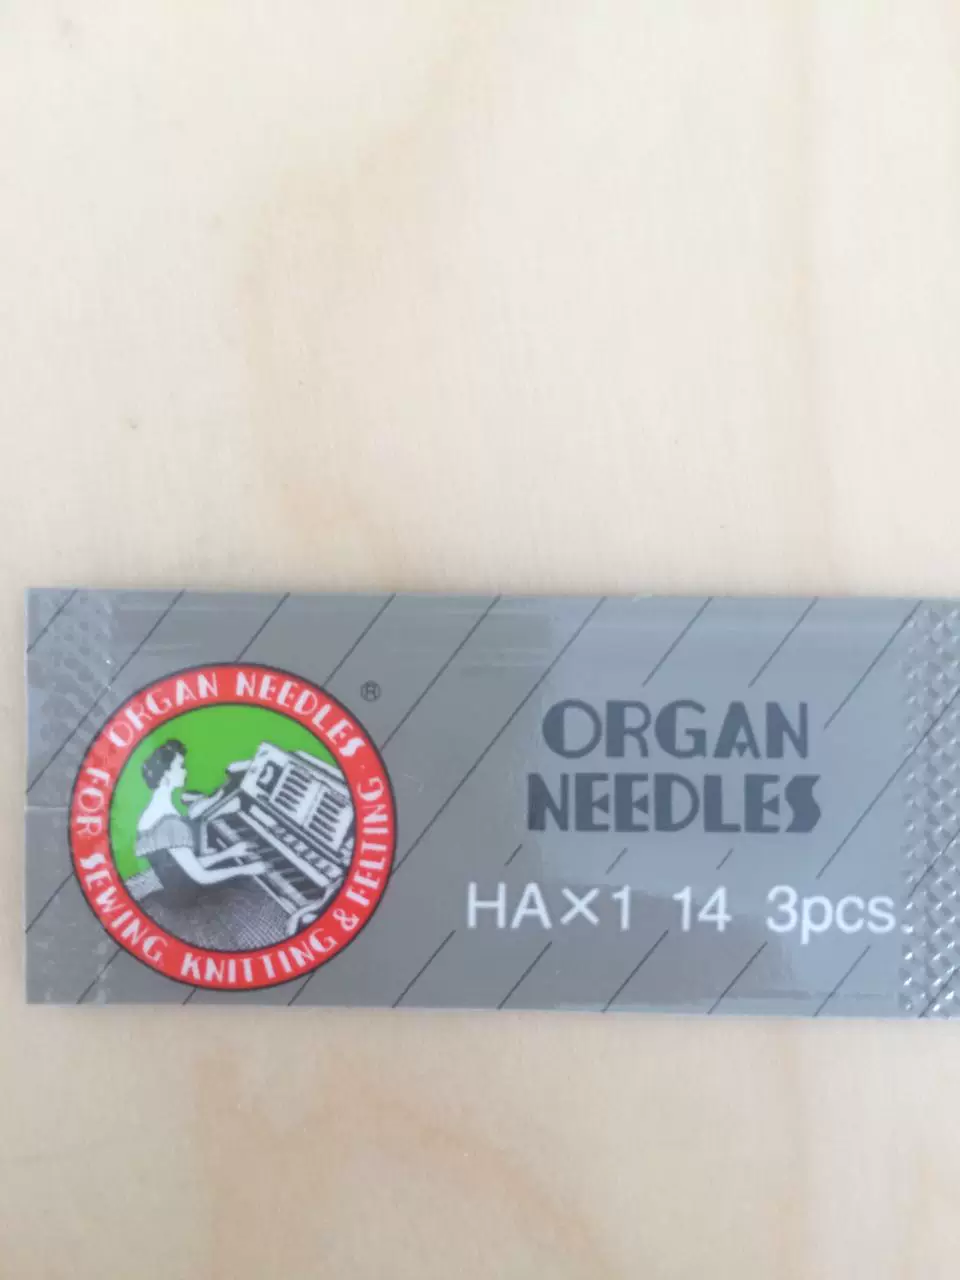 ORGAN NEEDLES · FOR SEWING KNITTING & FELTING ·
®
ORGAN
NEEDLES
HA×1 14 3pcs.